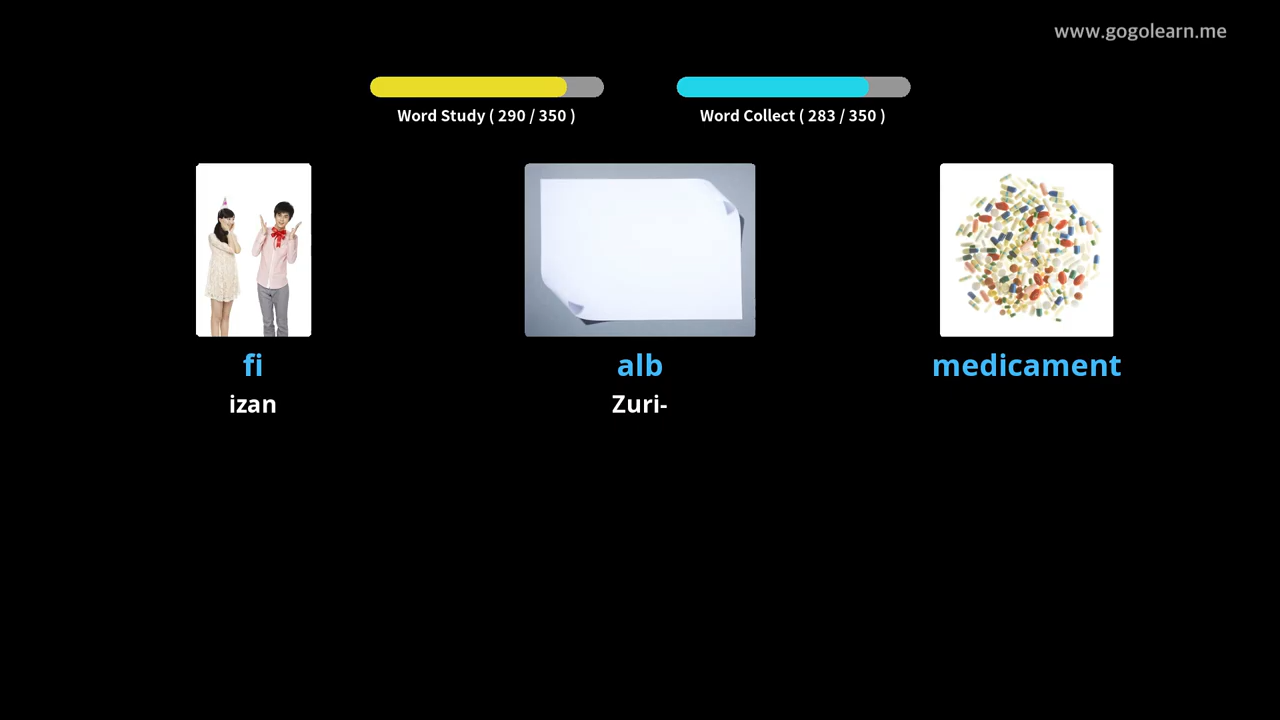 www.gogolearn.me
Word Study ( 290 / 350 )
Word Collect ( 283 / 350 )
fi
izan
alb
Zuri-
medicament